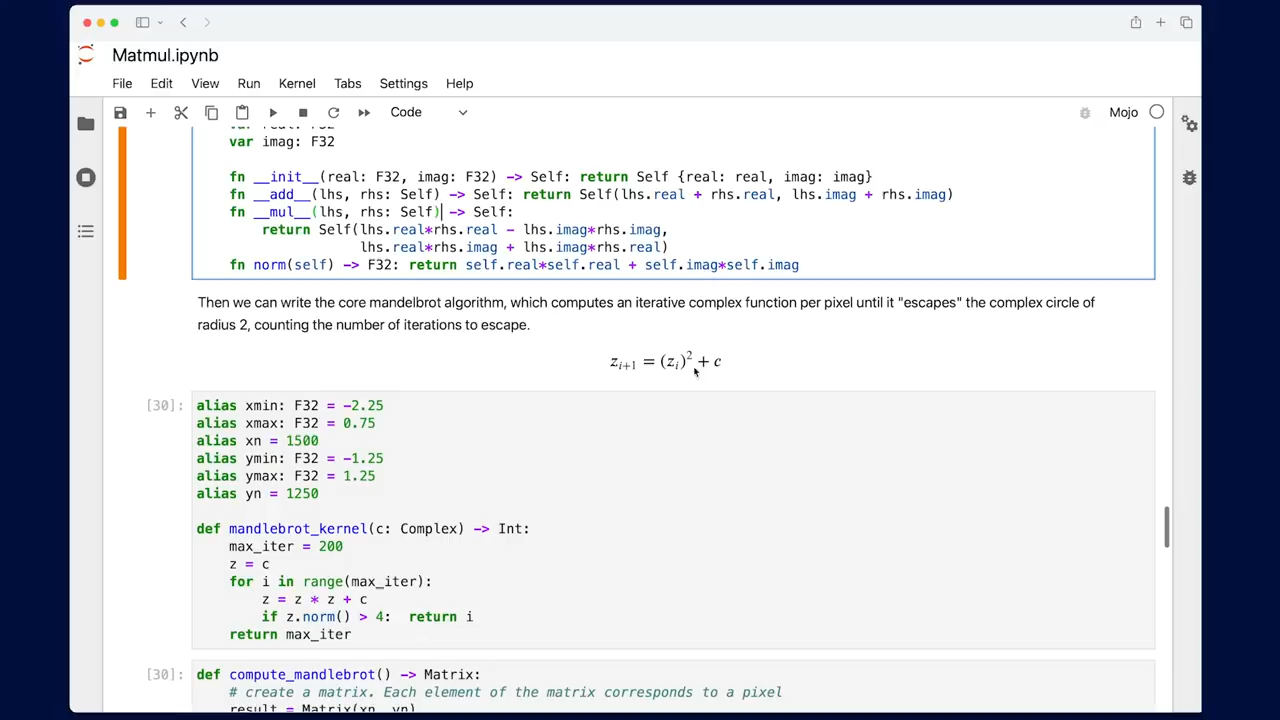 Matmul.ipynb
File Edit View Run Kernel Tabs Settings Help
Code
Mojo
var real: F32
var imag: F32
fn __init__(real: F32, imag: F32) -> Self: return Self {real: real, imag: imag}
fn __add__(lhs, rhs: Self) -> Self: return Self(lhs.real + rhs.real, lhs.imag + rhs.imag)
fn __mul__(lhs, rhs: Self) -> Self:
return Self(lhs.real*rhs.real - lhs.imag*rhs.imag,
lhs.real*rhs.imag + lhs.imag*rhs.real)
fn norm(self) -> F32: return self.real*self.real + self.imag*self.imag
Then we can write the core mandelbrot algorithm, which computes an iterative complex function per pixel until it "escapes" the complex circle of
radius 2, counting the number of iterations to escape.
z_{i+1} = (z_i)^2 + c
[30]: alias xmin: F32 = -2.25
alias xmax: F32 = 0.75
alias xn = 1500
alias ymin: F32 = -1.25
alias ymax: F32 = 1.25
alias yn = 1250
def mandlebrot_kernel(c: Complex) -> Int:
max_iter = 200
z = c
for i in range(max_iter):
z = z * z + c
if z.norm() > 4: return i
return max_iter
[30]: def compute_mandlebrot() -> Matrix:
# create a matrix. Each element of the matrix corresponds to a pixel
result = Matrix(xn, yn)